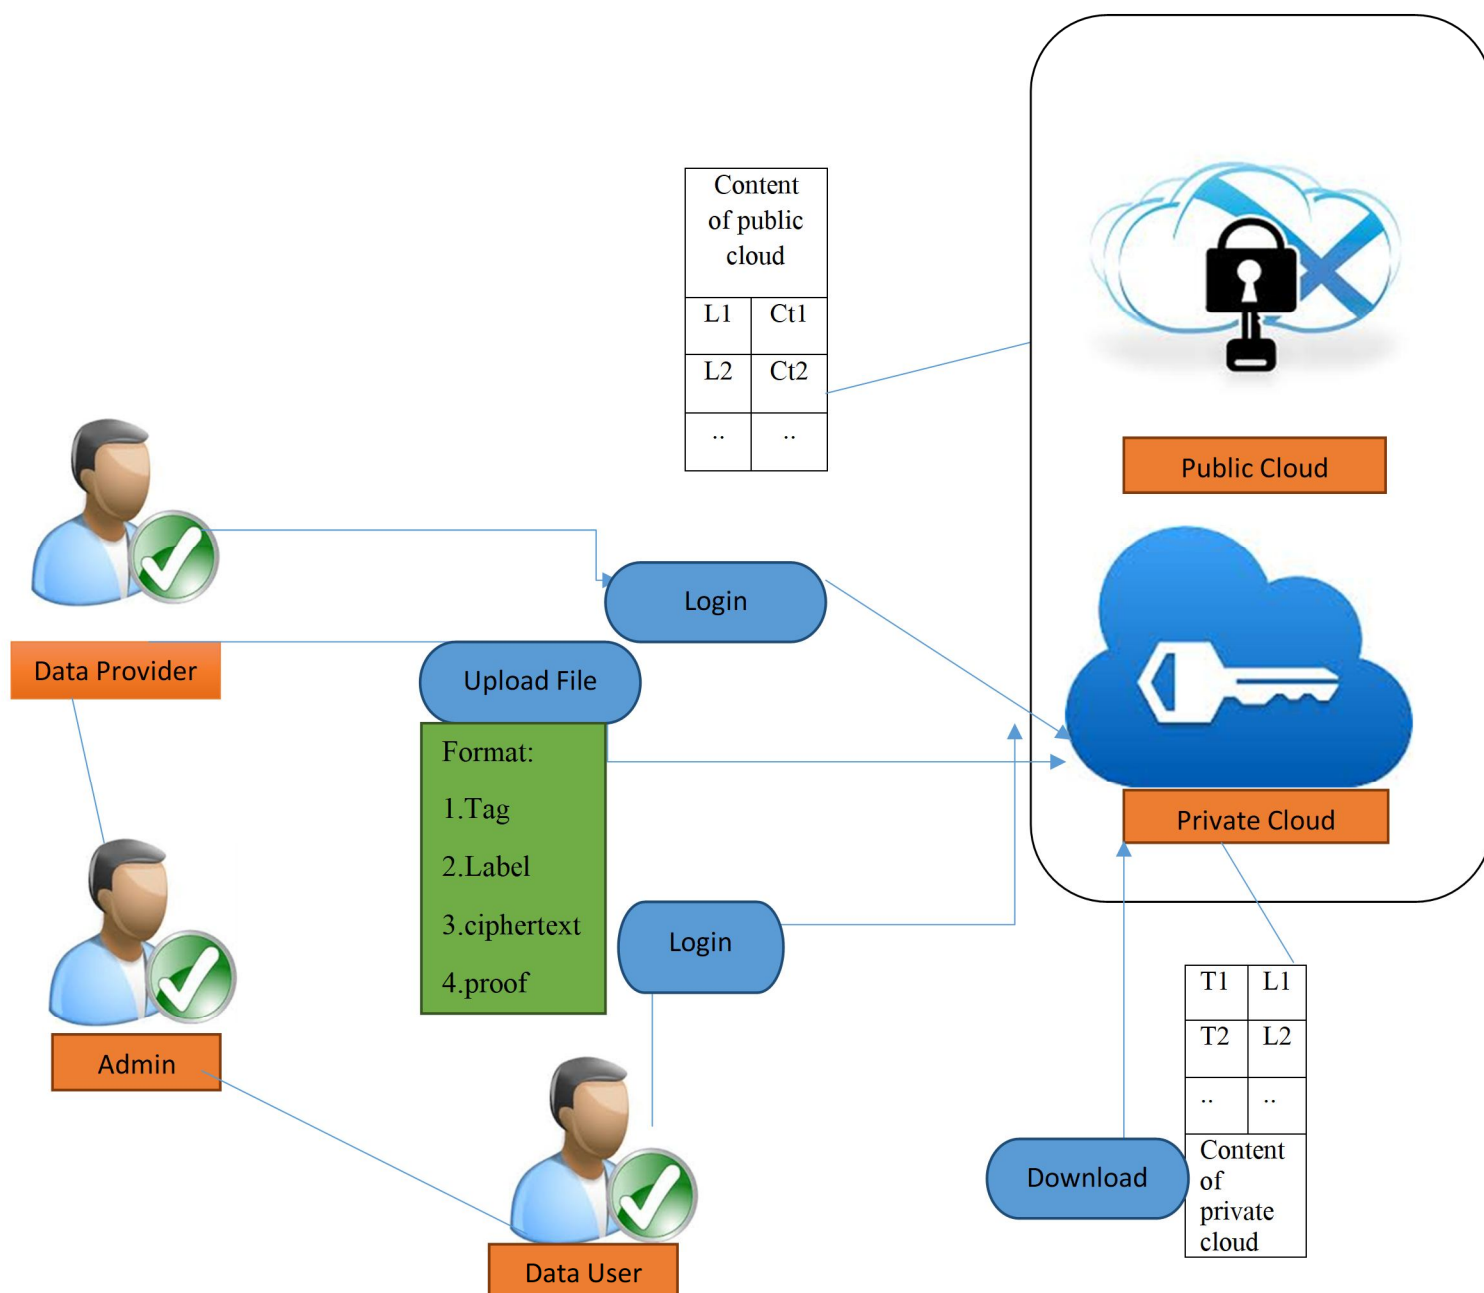 Content
of public
cloud
L1 Ct1
L2 Ct2
.. ..
Public Cloud
Login
Data Provider
Upload File
Format:
1.Tag
2.Label
3.ciphertext
4.proof
Private Cloud
Login
Admin
T1 L1
T2 L2
.. ..
Content
of
private
cloud
Download
Data User